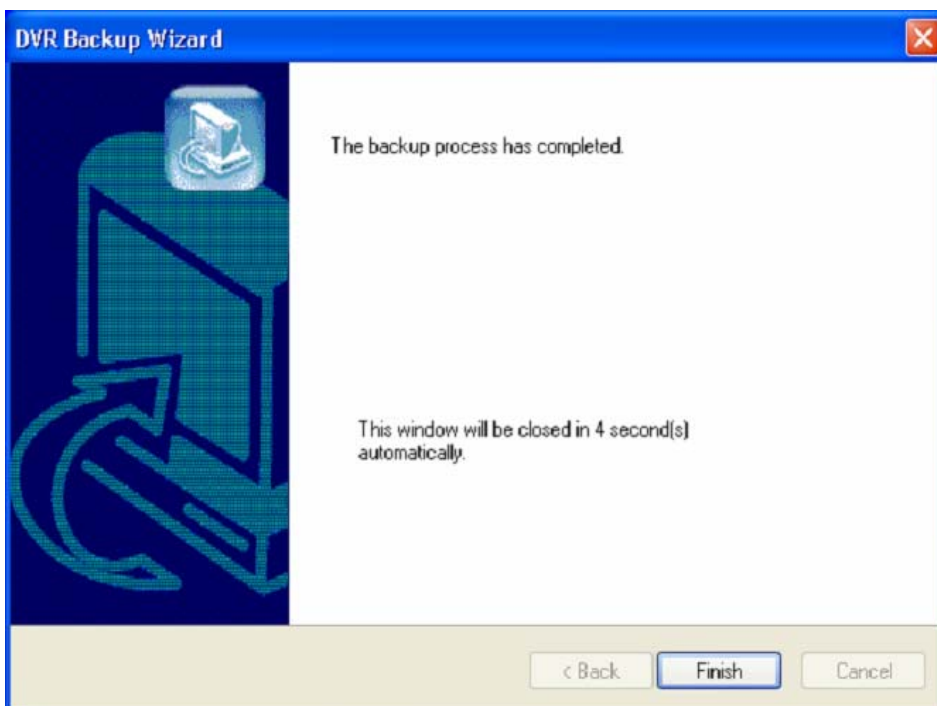 DVR Backup Wizard
The backup process has completed.
This window will be closed in 4 second(s)
automatically.
< Back
Finish
Cancel